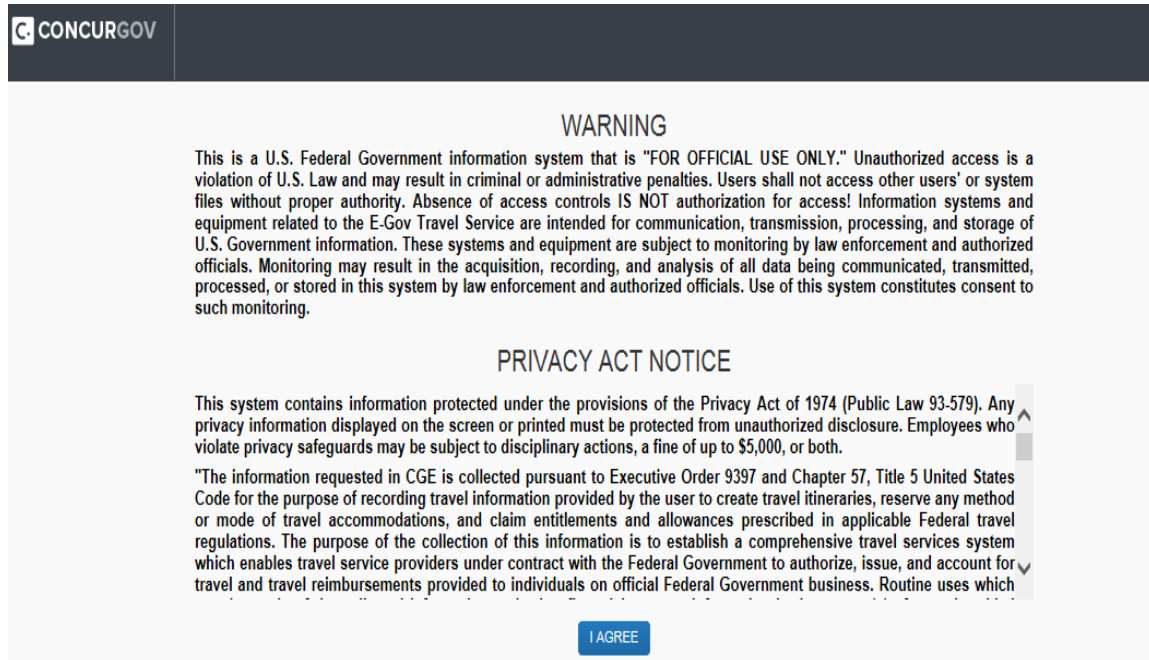 C. CONCURGOV
WARNING
This is a U.S. Federal Government information system that is "FOR OFFICIAL USE ONLY." Unauthorized access is a
violation of U.S. Law and may result in criminal or administrative penalties. Users shall not access other users' or system
files without proper authority. Absence of access controls IS NOT authorization for access! Information systems and
equipment related to the E-Gov Travel Service are intended for communication, transmission, processing, and storage of
U.S. Government information. These systems and equipment are subject to monitoring by law enforcement and authorized
officials. Monitoring may result in the acquisition, recording, and analysis of all data being communicated, transmitted,
processed, or stored in this system by law enforcement and authorized officials. Use of this system constitutes consent to
such monitoring.
PRIVACY ACT NOTICE
This system contains information protected under the provisions of the Privacy Act of 1974 (Public Law 93-579). Any
privacy information displayed on the screen or printed must be protected from unauthorized disclosure. Employees who
violate privacy safeguards may be subject to disciplinary actions, a fine of up to $5,000, or both.
"The information requested in CGE is collected pursuant to Executive Order 9397 and Chapter 57, Title 5 United States
Code for the purpose of recording travel information provided by the user to create travel itineraries, reserve any method
or mode of travel accommodations, and claim entitlements and allowances prescribed in applicable Federal travel
regulations. The purpose of the collection of this information is to establish a comprehensive travel services system
which enables travel service providers under contract with the Federal Government to authorize, issue, and account for
travel and travel reimbursements provided to individuals on official Federal Government business. Routine uses which
I AGREE